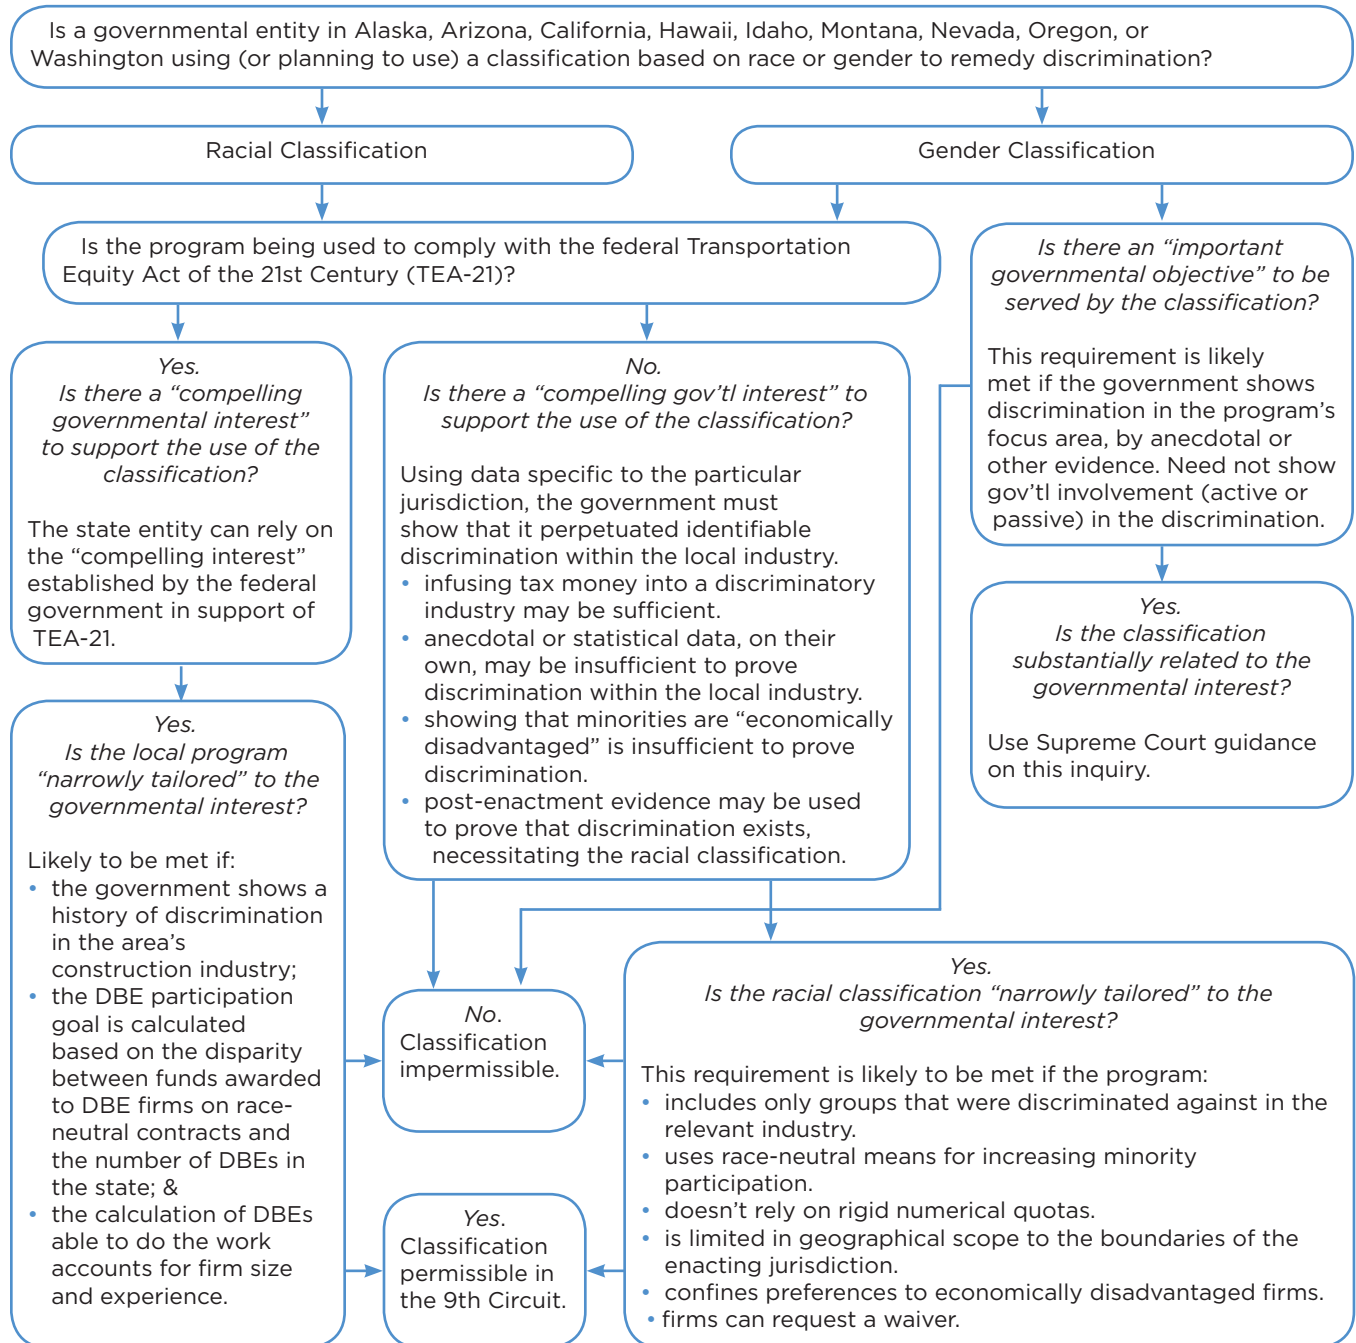 Is a governmental entity in Alaska, Arizona, California, Hawaii, Idaho, Montana, Nevada, Oregon, or
Washington using (or planning to use) a classification based on race or gender to remedy discrimination?
Racial Classification
Gender Classification
Is the program being used to comply with the federal Transportation
Equity Act of the 21st Century (TEA-21)?
Is there an “important
governmental objective” to be
served by the classification?
This requirement is likely
met if the government shows
discrimination in the program’s
focus area, by anecdotal or
other evidence. Need not show
gov’tl involvement (active or
passive) in the discrimination.
Yes.
Is there a “compelling
governmental interest”
to support the use of the
classification?
The state entity can rely on
the “compelling interest”
established by the federal
government in support of
TEA-21.
No.
Is there a “compelling gov’tl interest” to
support the use of the classification?
Using data specific to the particular
jurisdiction, the government must
show that it perpetuated identifiable
discrimination within the local industry.
• infusing tax money into a discriminatory
industry may be sufficient.
• anecdotal or statistical data, on their
own, may be insufficient to prove
discrimination within the local industry.
• showing that minorities are “economically
disadvantaged” is insufficient to prove
discrimination.
• post-enactment evidence may be used
to prove that discrimination exists,
necessitating the racial classification.
Yes.
Is the classification
substantially related to the
governmental interest?
Use Supreme Court guidance
on this inquiry.
Yes.
Is the local program
“narrowly tailored” to the
governmental interest?
Likely to be met if:
• the government shows a
history of discrimination
in the area’s
construction industry;
• the DBE participation
goal is calculated
based on the disparity
between funds awarded
to DBE firms on race-
neutral contracts and
the number of DBEs in
the state; &
• the calculation of DBEs
able to do the work
accounts for firm size
and experience.
No.
Classification
impermissible.
Yes.
Classification
permissible in
the 9th Circuit.
Yes.
Is the racial classification “narrowly tailored” to the
governmental interest?
This requirement is likely to be met if the program:
• includes only groups that were discriminated against in the
relevant industry.
• uses race-neutral means for increasing minority
participation.
• doesn’t rely on rigid numerical quotas.
• is limited in geographical scope to the boundaries of the
enacting jurisdiction.
• confines preferences to economically disadvantaged firms.
• firms can request a waiver.